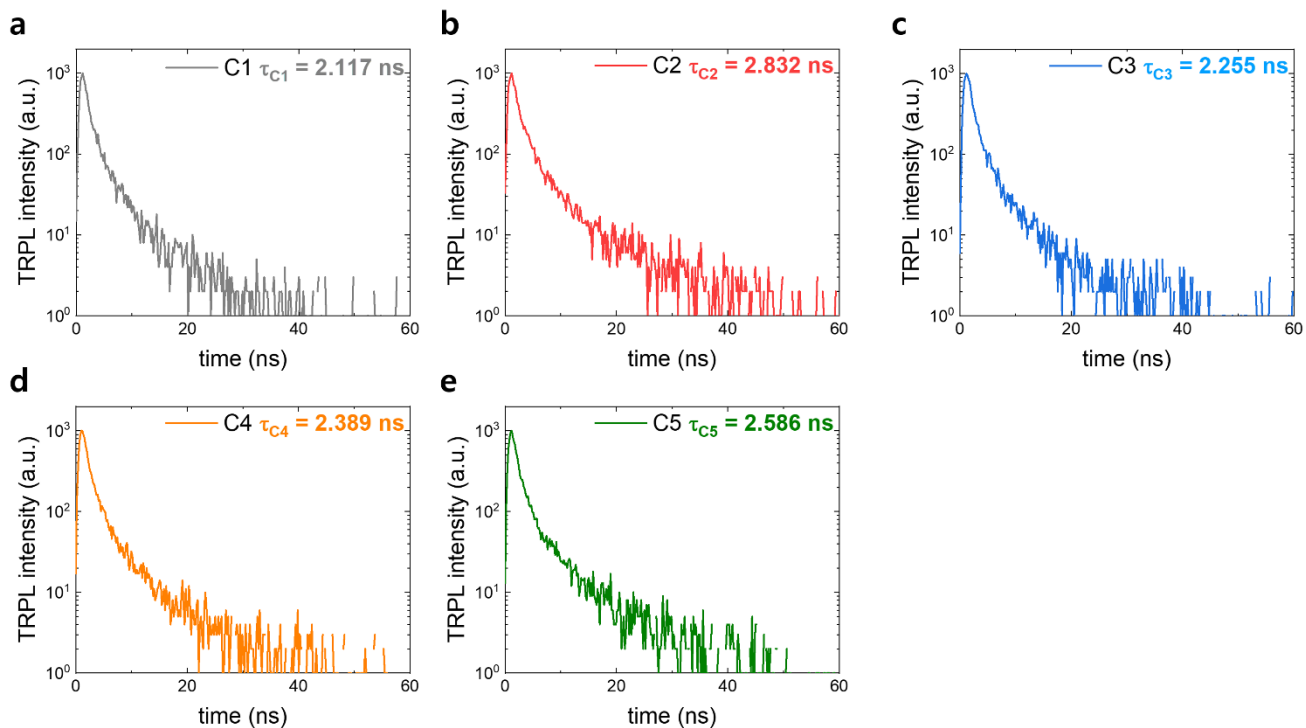 a
C1 τC1 = 2.117 ns
TRPL intensity (a.u.)
10³
10²
10¹
10⁰
0 20 40 60
time (ns)
b
C2 τC2 = 2.832 ns
TRPL intensity (a.u.)
10³
10²
10¹
10⁰
0 20 40 60
time (ns)
c
C3 τC3 = 2.255 ns
TRPL intensity (a.u.)
10³
10²
10¹
10⁰
0 20 40 60
time (ns)
d
C4 τC4 = 2.389 ns
TRPL intensity (a.u.)
10³
10²
10¹
10⁰
0 20 40 60
time (ns)
e
C5 τC5 = 2.586 ns
TRPL intensity (a.u.)
10³
10²
10¹
10⁰
0 20 40 60
time (ns)